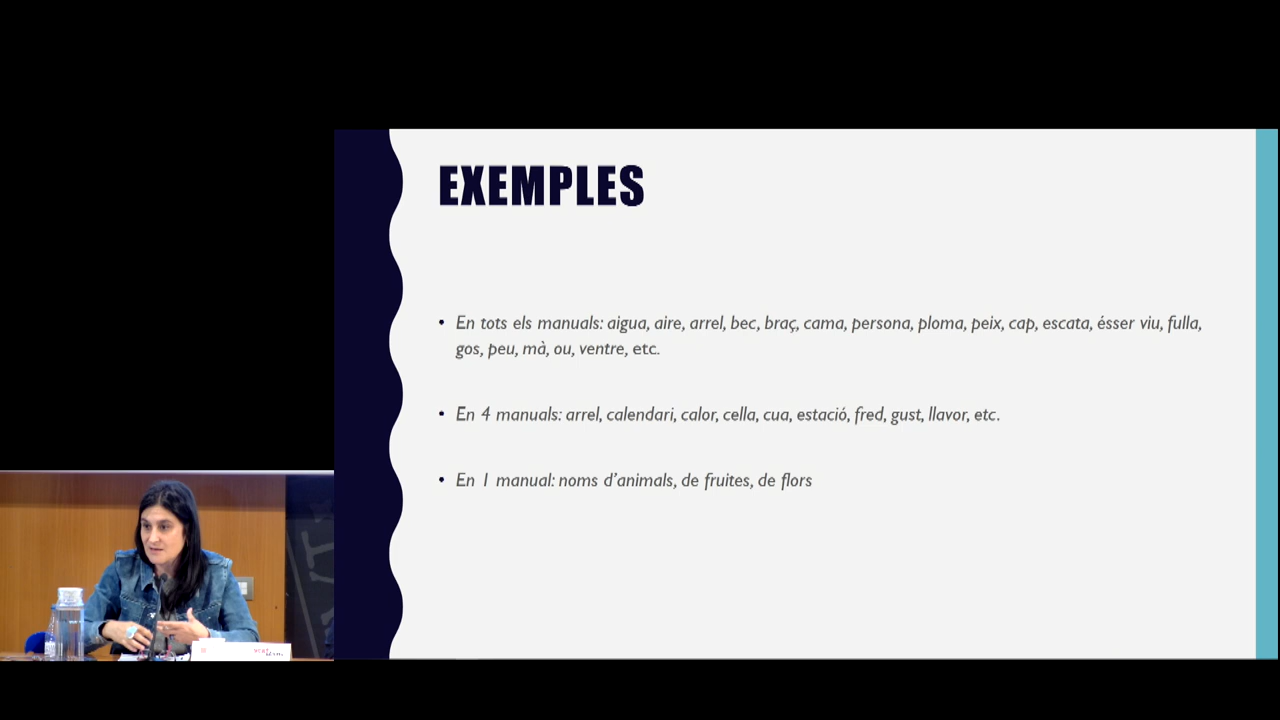 EXEMPLES
• En tots els manuals: aigua, aire, arrel, bec, braç, cama, persona, ploma, peix, cap, escata, ésser viu, fulla,
gos, peu, mà, ou, ventre, etc.
• En 4 manuals: arrel, calendari, calor, cella, cua, estació, fred, gust, llavor, etc.
• En 1 manual: noms d'animals, de fruites, de flors